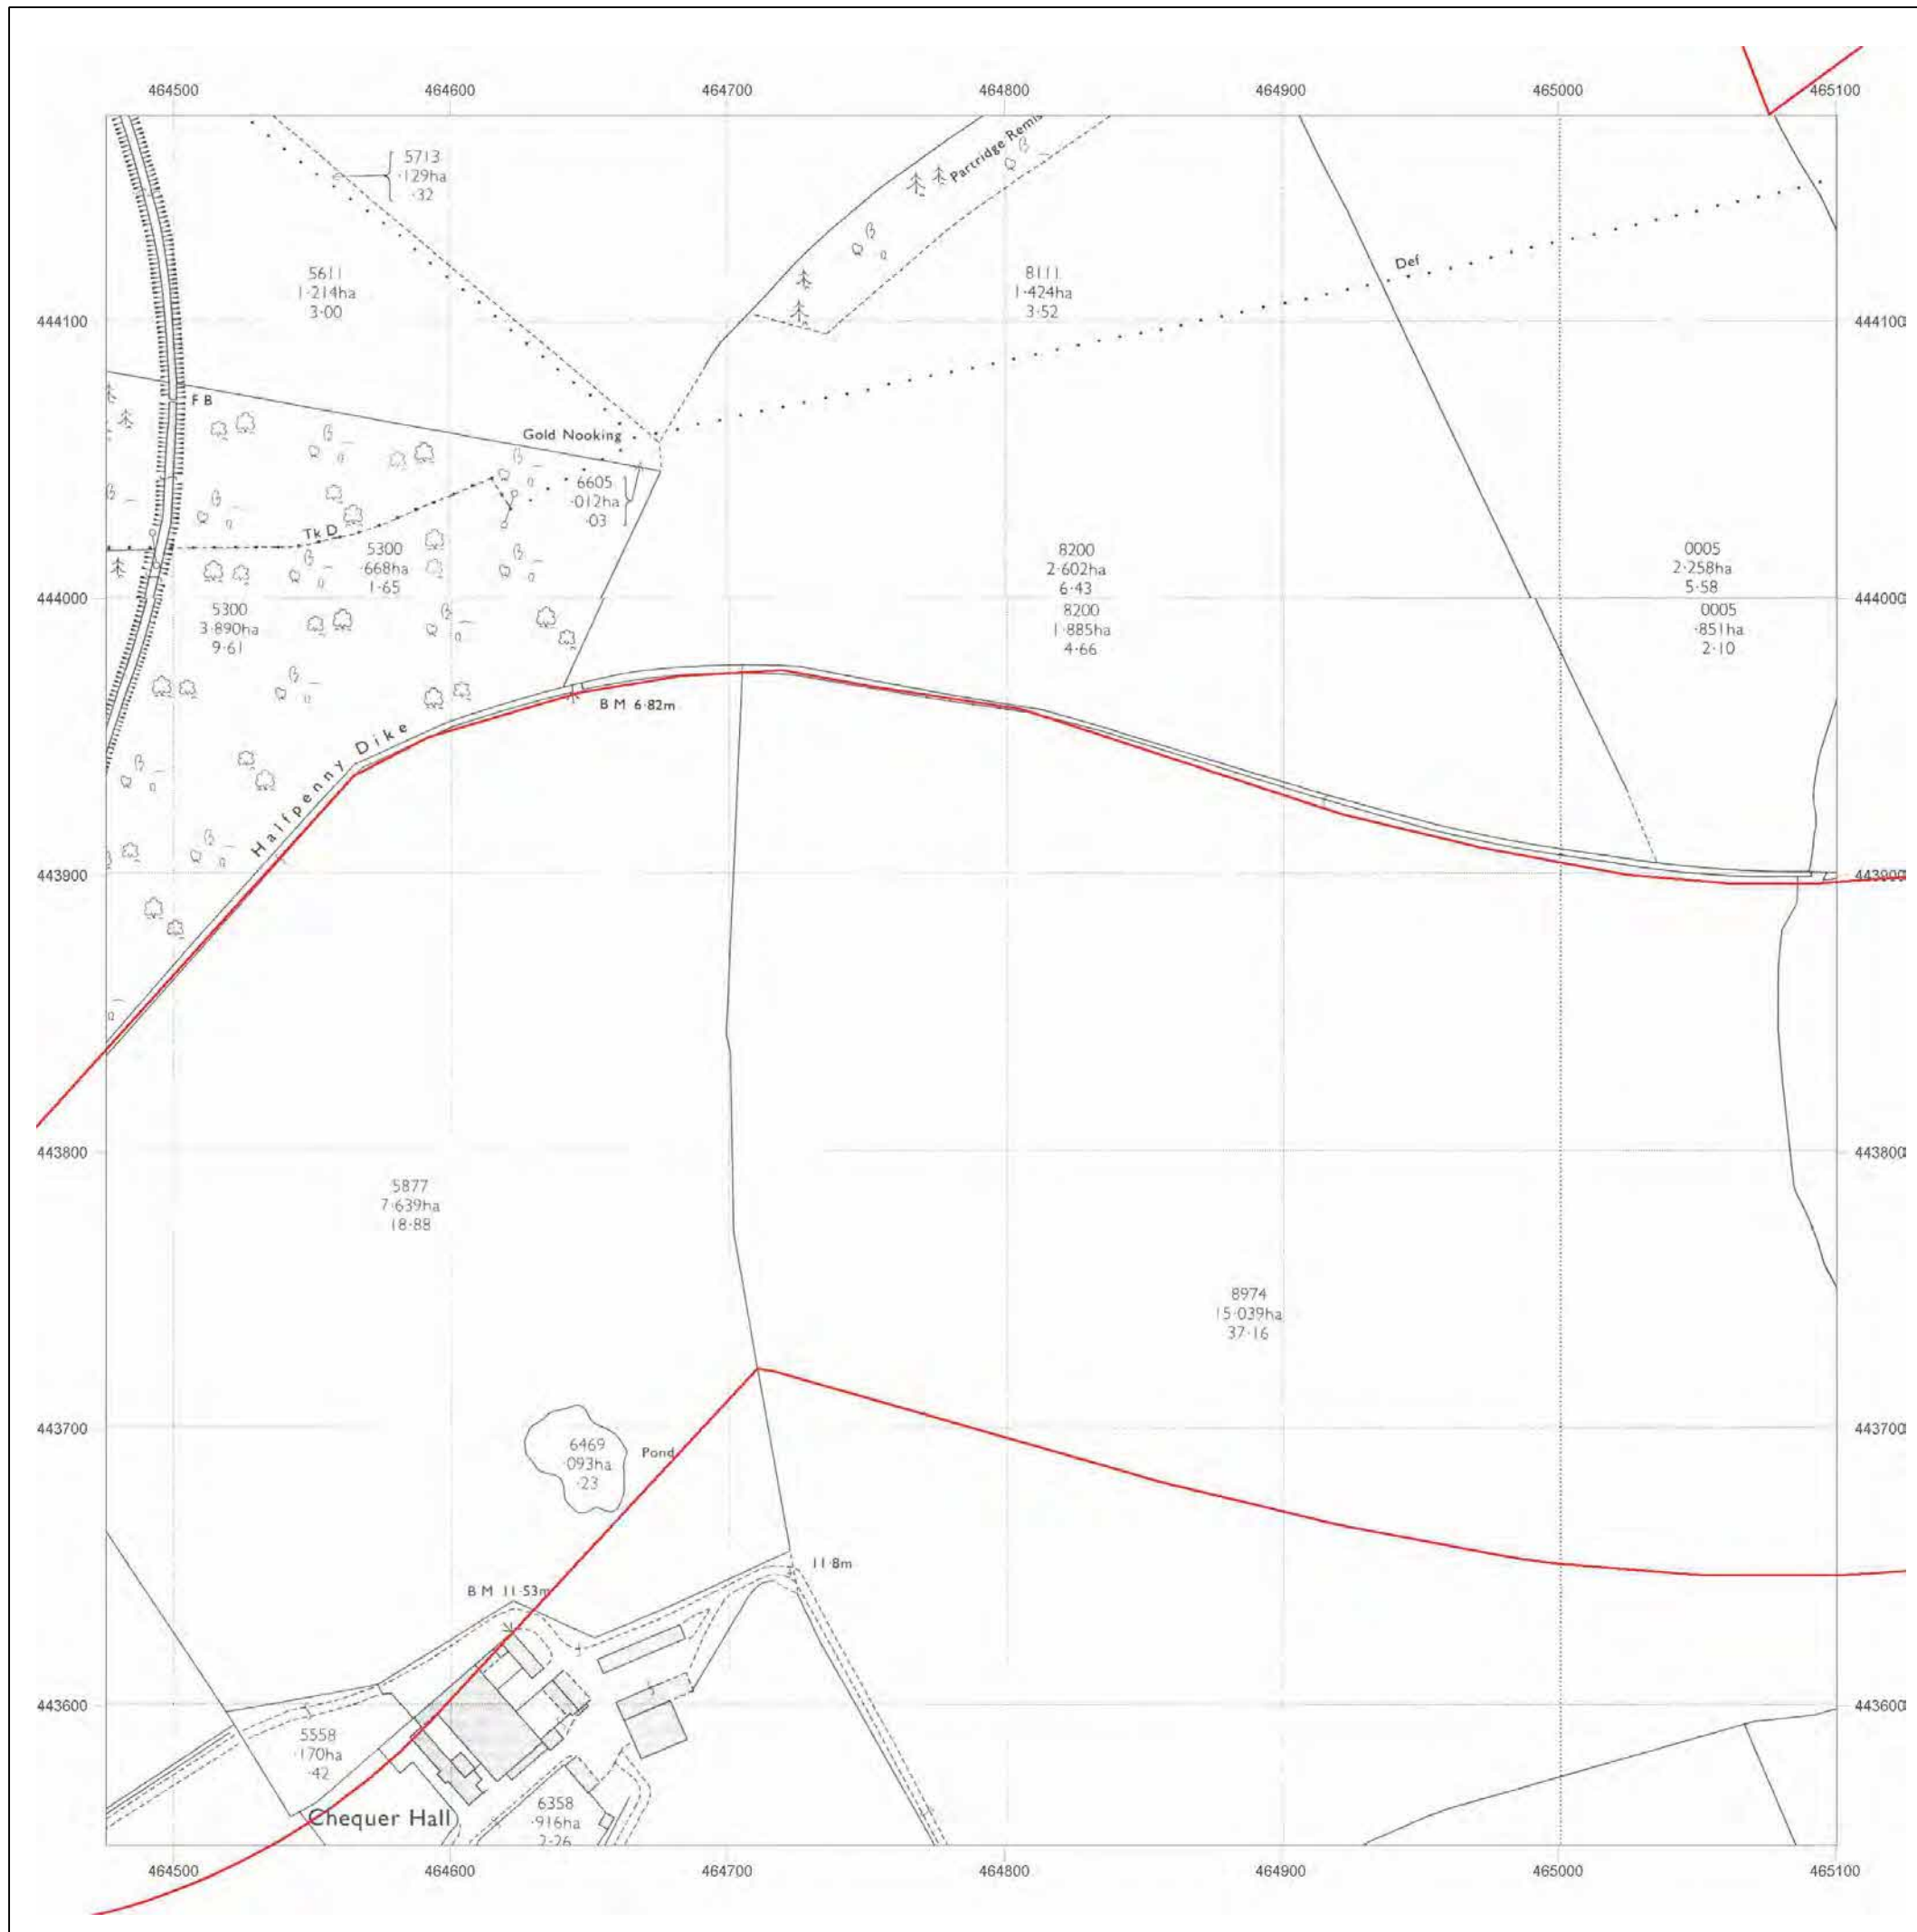 464500
464600
464700
464800
464900
465000
465100
5713
·129ha
·32
Partridge Remis
5611
1·214ha
3·00
8111
1·424ha
3·52
Def
444100
444100
F B
Gold Nooking
6605
·012ha
·03
Tk D
5300
·668ha
1·65
8200
2·602ha
6·43
0005
2·258ha
5·58
444000
444000
5300
3·890ha
9·61
8200
1·885ha
4·66
0005
·851ha
2·10
B M 6·82m
Halfpenny Dike
443900
443900
443800
443800
5877
7·639ha
18·88
8974
15·039ha
37·16
443700
443700
6469
·093ha
·23
Pond
11·8m
B M 11·53m
443600
443600
5558
·170ha
·42
Chequer Hall
6358
·916ha
2·26
464500
464600
464700
464800
464900
465000
465100